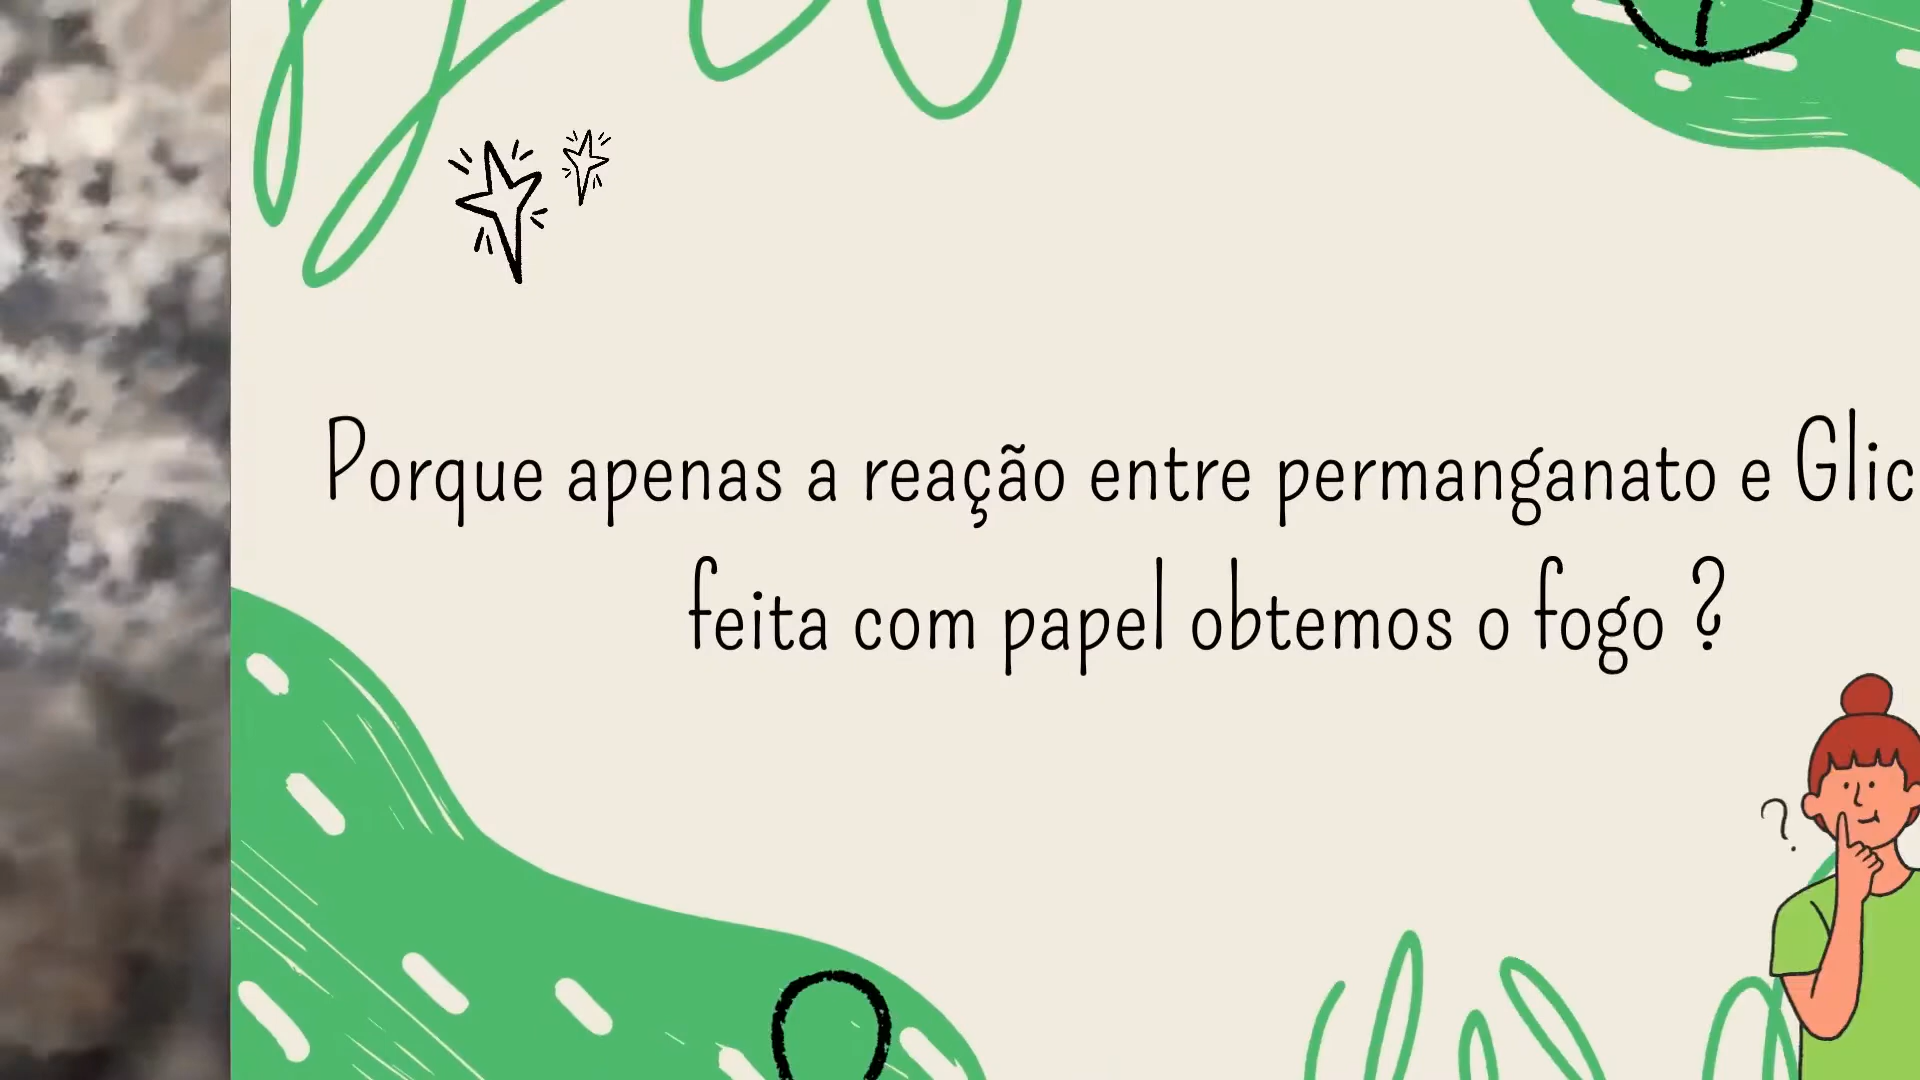 Porque apenas a reação entre permanganato e Glic
feita com papel obtemos o fogo ?
?